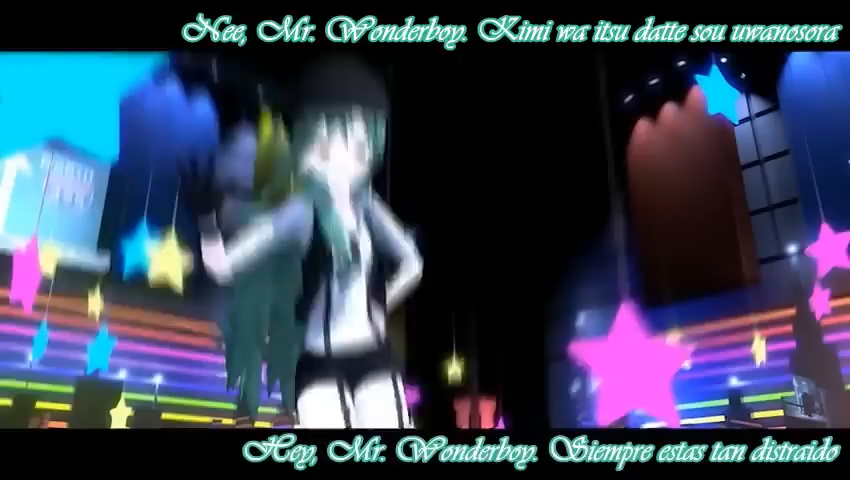 Nee, Mr. Wonderboy. Kimi wa itsu datte sou uwanosora
Hey, Mr. Wonderboy. Siempre estas tan distraido